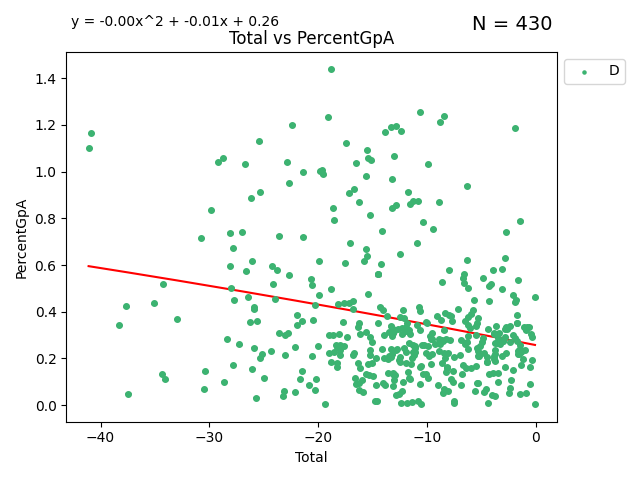 y = -0.00x^2 + -0.01x + 0.26
N = 430
Total vs PercentGpA
D
1.4
1.2
1.0
0.8
0.6
0.4
0.2
0.0
PercentGpA
−40
−30
−20
−10
0
Total